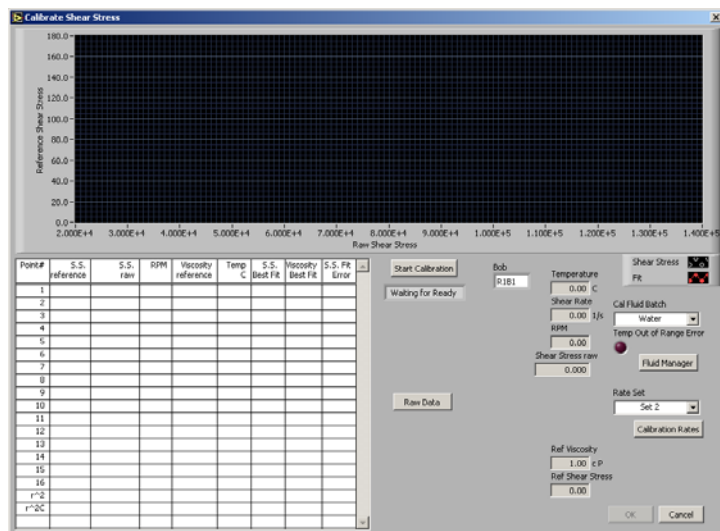 Calibrate Shear Stress
180.0
160.0
140.0
120.0
100.0
80.0
60.0
40.0
20.0
0.0
Reference Shear Stress
2.000E+4 3.000E+4 4.000E+4 5.000E+4 6.000E+4 7.000E+4 8.000E+4 9.000E+4 1.000E+5 1.100E+5 1.200E+5 1.300E+5 1.400E+5
Raw Shear Stress
Point# S.S. reference S.S. raw RPM Viscosity reference Temp C S.S. Best Fit Viscosity Best Fit S.S. Fit Error
1
2
3
4
5
6
7
8
9
10
11
12
13
14
15
16
r^2
r^2C
Start Calibration
Waiting for Ready
Raw Data
Bob
R1B1
Temperature
0.00 C
Shear Rate
0.00 1/s
RPM
0.00
Shear Stress raw
0.000
Ref Viscosity
1.00 c P
Ref Shear Stress
0.00
Shear Stress
Fit
Cal Fluid Batch
Water
Temp Out of Range Error
Fluid Manager
Rate Set
Set 2
Calibration Rates
OK Cancel